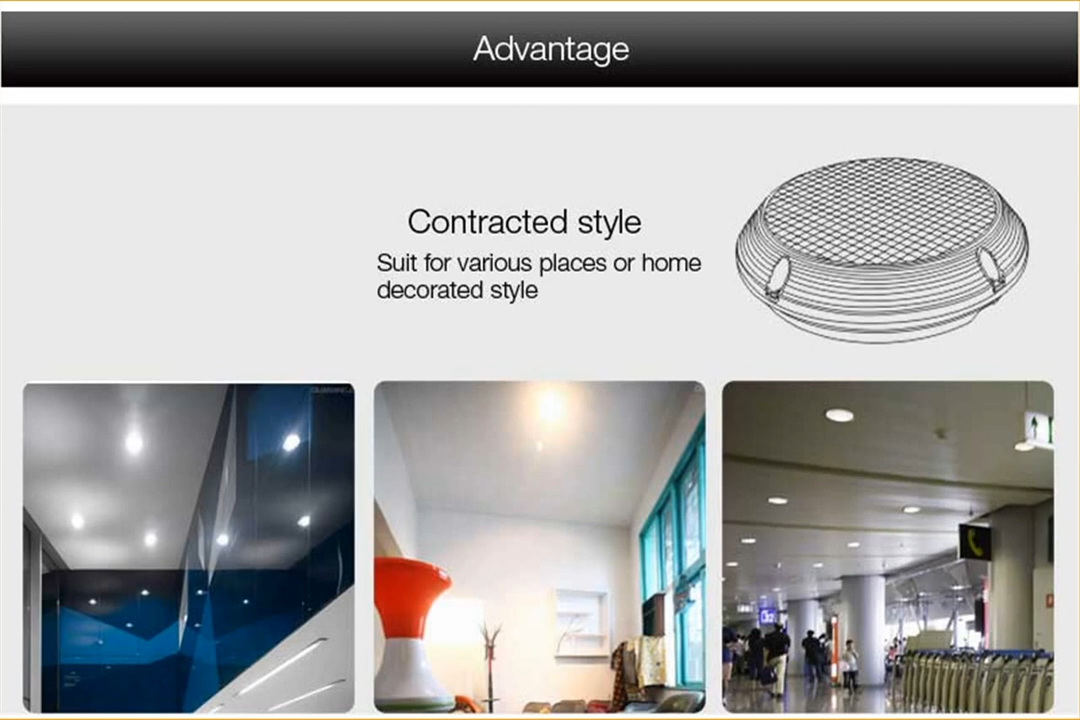 Advantage
Contracted style
Suit for various places or home
decorated style